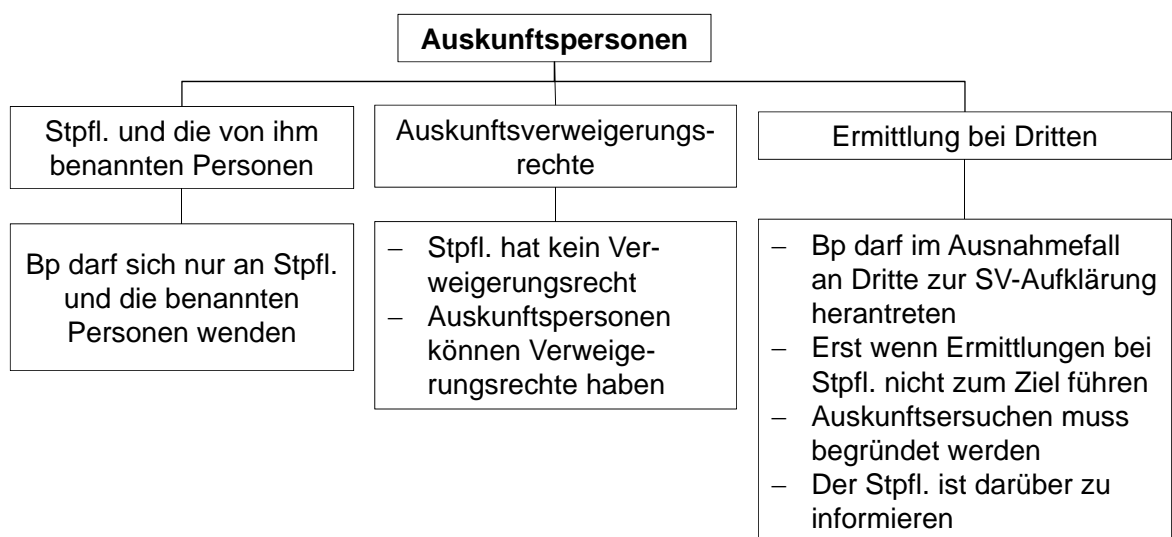 Auskunftspersonen
Stpfl. und die von ihm
benannten Personen
Bp darf sich nur an Stpfl.
und die benannten
Personen wenden
Auskunftsverweigerungs-
rechte
– Stpfl. hat kein Ver-
weigerungsrecht
– Auskunftspersonen
können Verweige-
rungsrechte haben
Ermittlung bei Dritten
– Bp darf im Ausnahmefall
an Dritte zur SV-Aufklärung
herantreten
– Erst wenn Ermittlungen bei
Stpfl. nicht zum Ziel führen
– Auskunftsersuchen muss
begründet werden
– Der Stpfl. ist darüber zu
informieren